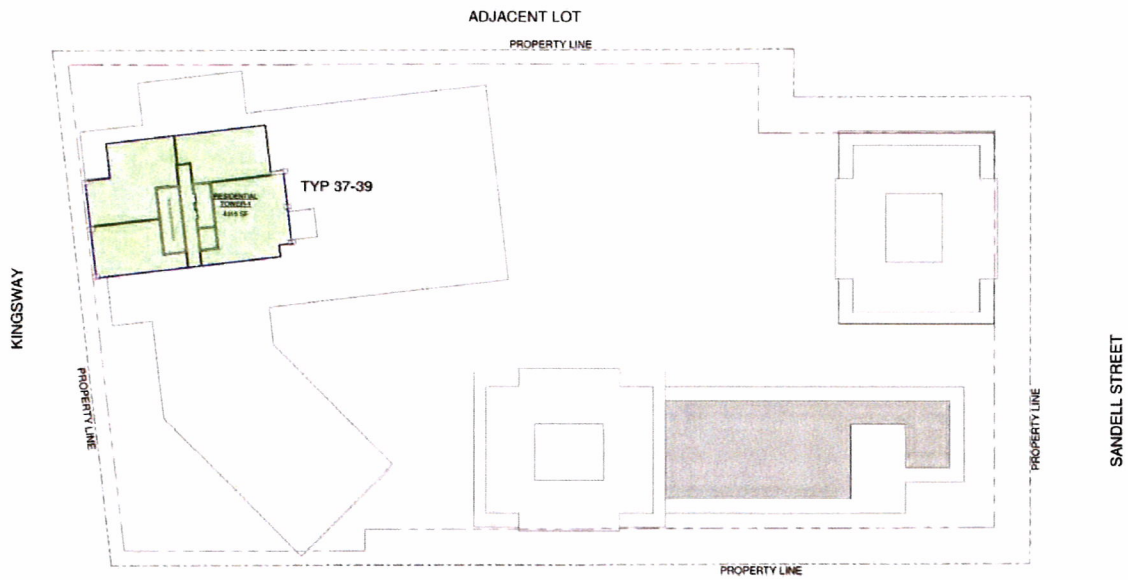 ADJACENT LOT
PROPERTY LINE
TYP 37-39
RESIDENTIAL
TOWER-1
SF
KINGSWAY
PROPERTY LINE
PROPERTY LINE
SANDELL STREET
PROPERTY LINE